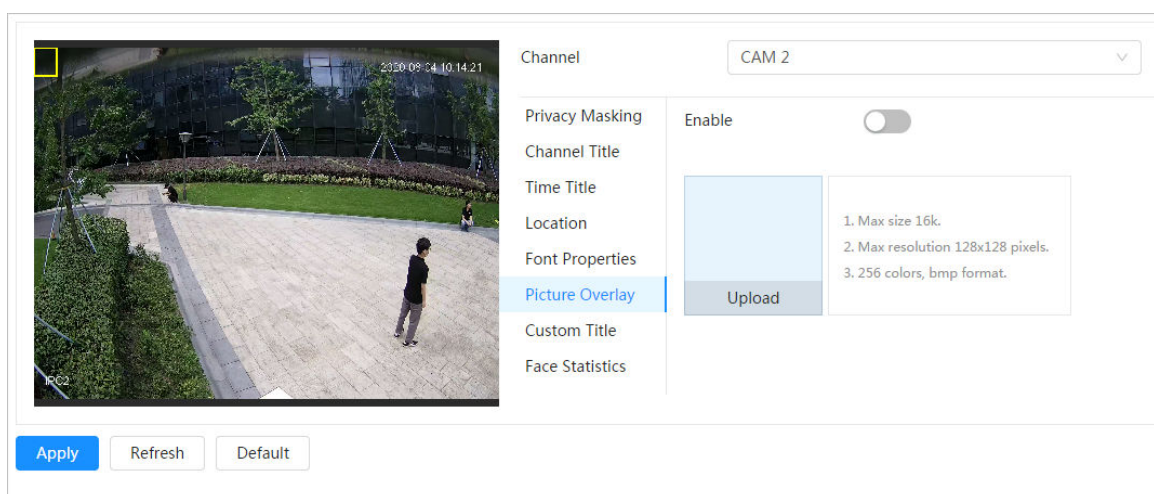 2020-09-04 10:14:21
IPC2
Channel
CAM 2
Privacy Masking
Channel Title
Time Title
Location
Font Properties
Picture Overlay
Custom Title
Face Statistics
Enable
Upload
1. Max size 16k.
2. Max resolution 128x128 pixels.
3. 256 colors, bmp format.
Apply
Refresh
Default